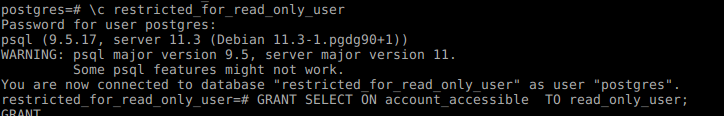 postgres=# \c restricted_for_read_only_user
Password for user postgres:
psql (9.5.17, server 11.3 (Debian 11.3-1.pgdg90+1))
WARNING: psql major version 9.5, server major version 11.
Some psql features might not work.
You are now connected to database "restricted_for_read_only_user" as user "postgres".
restricted_for_read_only_user=# GRANT SELECT ON account_accessible  TO read_only_user;
GRANT